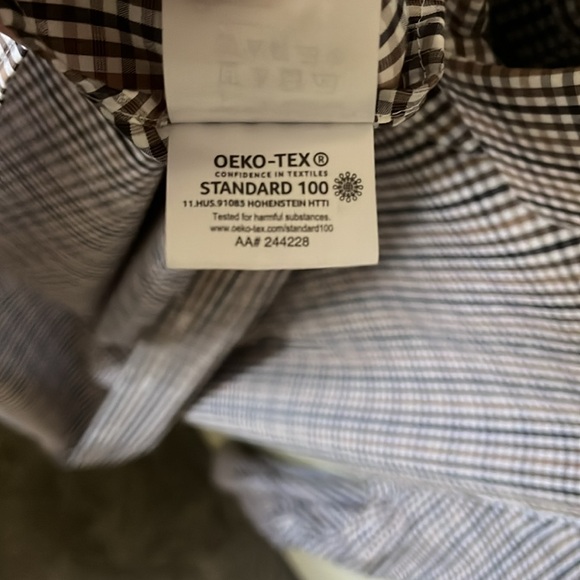 OEKO-TEX®
CONFIDENCE IN TEXTILES
STANDARD 100
11.HUS.91085 HOHENSTEIN HTTI
Tested for harmful substances.
www.oeko-tex.com/standard100
AA# 244228